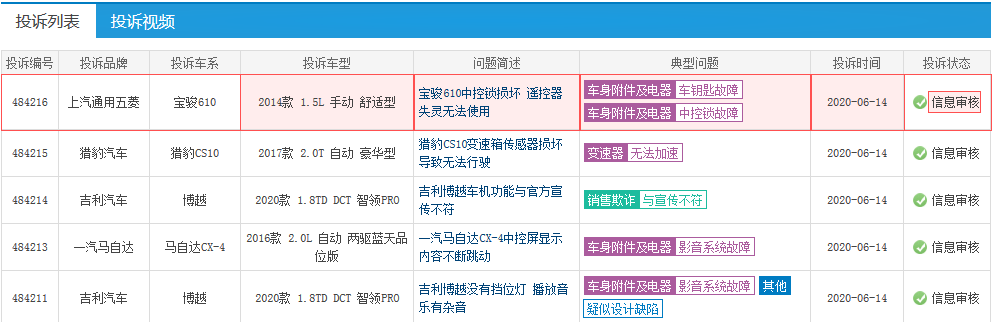 投诉列表 投诉视频
投诉编号 投诉品牌 投诉车系 投诉车型 问题简述 典型问题 投诉时间 投诉状态
484216 上汽通用五菱 宝骏610 2014款 1.5L 手动 舒适型 宝骏610中控锁损坏 遥控器 车身附件及电器 车钥匙故障 2020-06-14 信息审核
失灵无法使用 车身附件及电器 中控锁故障
484215 猎豹汽车 猎豹CS10 2017款 2.0T 自动 豪华型 猎豹CS10变速箱传感器损坏 变速器 无法加速 2020-06-14 信息审核
导致无法行驶
484214 吉利汽车 博越 2020款 1.8TD DCT 智领PRO 吉利博越车机功能与官方宣 销售欺诈 与宣传不符 2020-06-14 信息审核
传不符
484213 一汽马自达 马自达CX-4 2016款 2.0L 自动 两驱蓝天品 一汽马自达CX-4中控屏显示 车身附件及电器 影音系统故障 2020-06-14 信息审核
位版 内容不断跳动
484211 吉利汽车 博越 2020款 1.8TD DCT 智领PRO 吉利博越没有挡位灯 播放音 车身附件及电器 影音系统故障 其他 2020-06-14 信息审核
乐有杂音 疑似设计缺陷